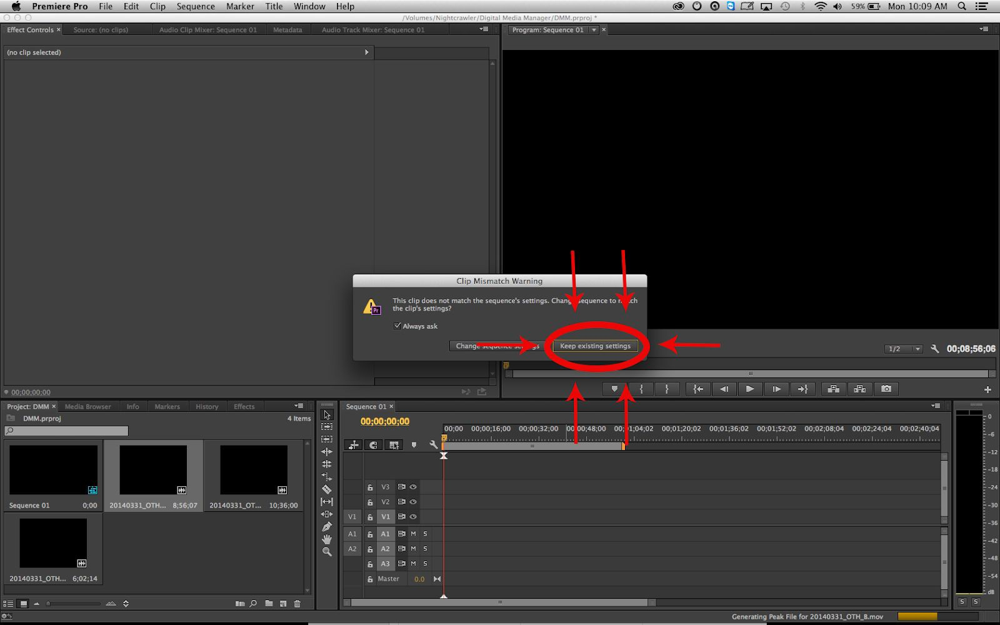 Premiere Pro File Edit Clip Sequence Marker Title Window Help 59% Mon 10:09 AM
/Volumes/Nightcrawler/Digital Media Manager/DMM.prproj *
Effect Controls × Source: (no clips) Audio Clip Mixer: Sequence 01 Metadata Audio Track Mixer: Sequence 01
Program: Sequence 01 ×
(no clip selected)
Clip Mismatch Warning
This clip does not match the sequence's settings. Change sequence to match
the clip's settings?
Pr
Always ask
Change sequence settings Keep existing settings
1/2 00;08;56;06
00;00;00;00
Project: DMM × Media Browser Info Markers History Effects
DMM.prproj 4 Items
Sequence 01 0;00
20140331_OTH... 8;56;07
20140331_OT... 10;36;00
20140331_OTH... 6;02;14
Sequence 01 ×
00;00;00;00
00;00 00;00;16;00 00;00;32;00 00;00;48;00 00;01;04;02 00;01;20;02 00;01;36;02 00;01;52;02 00;02;08;04 00;02;24;04 00;02;40;04
V3
V2
V1 V1
A1 A1 M S
A2 A2 M S
A3 M S
Master 0.0
0
-6
-12
-18
-24
-30
-36
-42
-48
-54
dB
S S
Generating Peak File for 20140331_OTH_B.mov